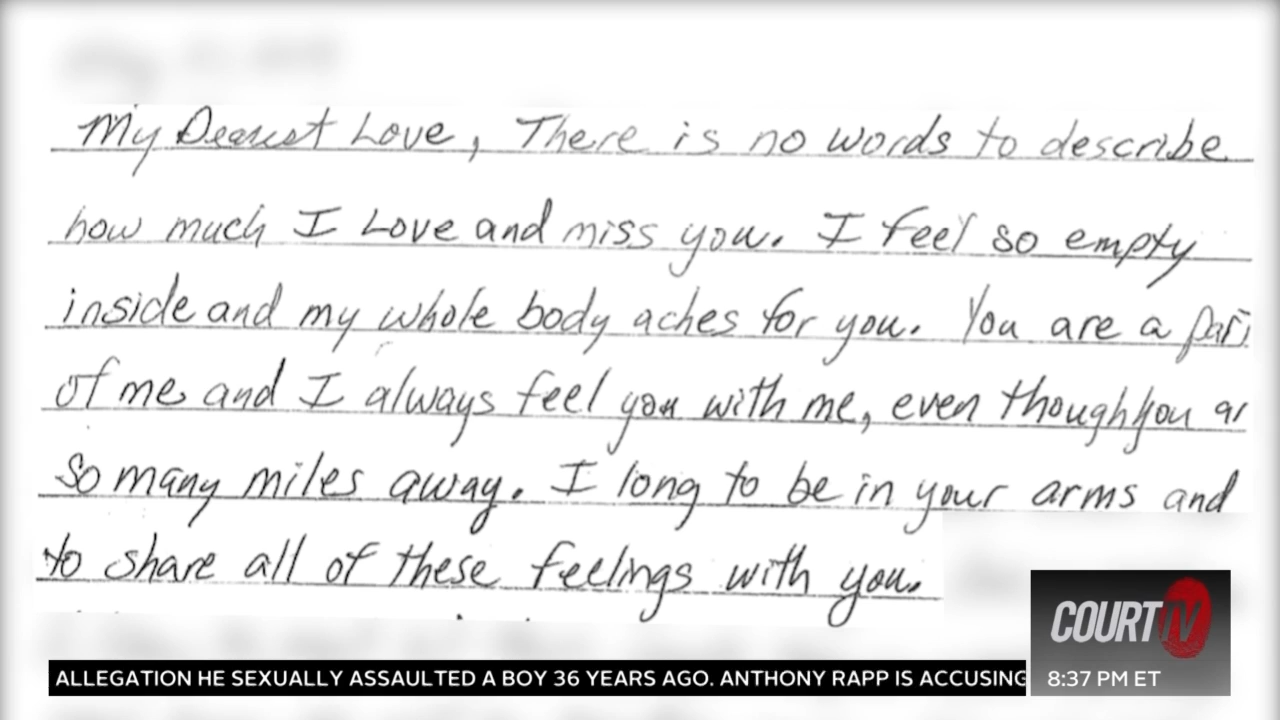 My Dearest Love, There is no words to describe
how much I Love and miss you. I feel so empty
inside and my whole body aches for you. You are a part
of me and I always feel you with me, even though you ar
so many miles away. I long to be in your arms and
to share all of these feelings with you.
COURT TV
ALLEGATION HE SEXUALLY ASSAULTED A BOY 36 YEARS AGO. ANTHONY RAPP IS ACCUSING
8:37 PM ET